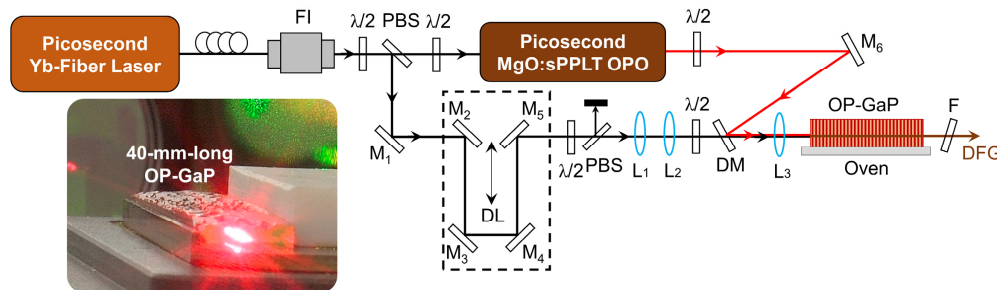 FI
λ/2
PBS
λ/2
Picosecond
Yb-Fiber Laser
Picosecond
MgO:sPPLT OPO
λ/2
M6
M1
M2
M5
DL
M3
M4
λ/2
PBS
L1
L2
λ/2
DM
L3
OP-GaP
Oven
F
DFG
40-mm-long
OP-GaP